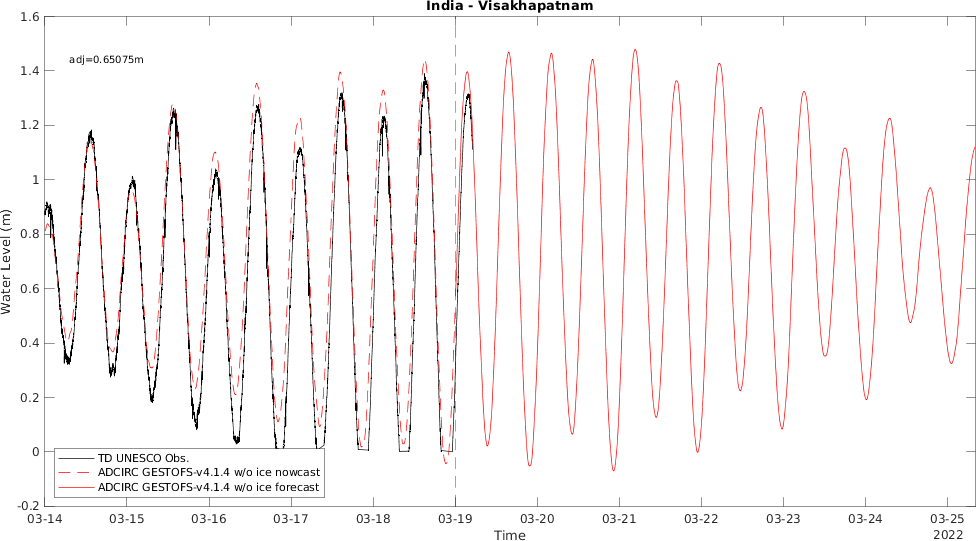 India - Visakhapatnam
1.6
1.4
1.2
1
0.8
0.6
0.4
0.2
0
-0.2
Water Level (m)
adj=0.65075m
TD UNESCO Obs.
ADCIRC GESTOFS-v4.1.4 w/o ice nowcast
ADCIRC GESTOFS-v4.1.4 w/o ice forecast
03-14 03-15 03-16 03-17 03-18 03-19 03-20 03-21 03-22 03-23 03-24 03-25
Time
2022